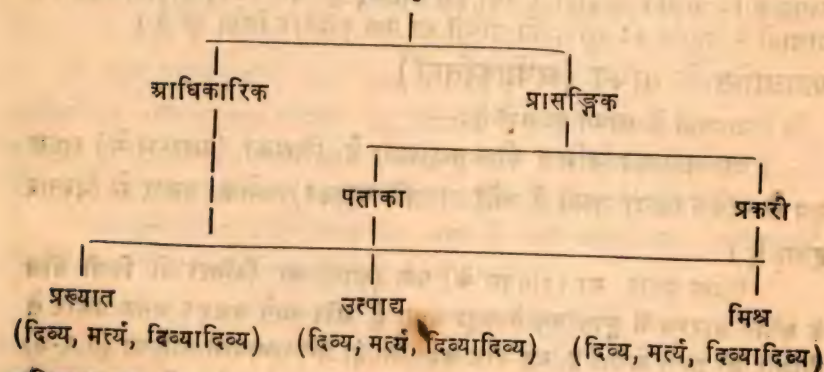 आधिकारिक प्रासङ्गिक
पताका प्रकरी
प्रख्यात उत्पाद्य मिश्र
(दिव्य, मर्त्य, दिव्यादिव्य) (दिव्य, मर्त्य, दिव्यादिव्य) (दिव्य, मर्त्य, दिव्यादिव्य)